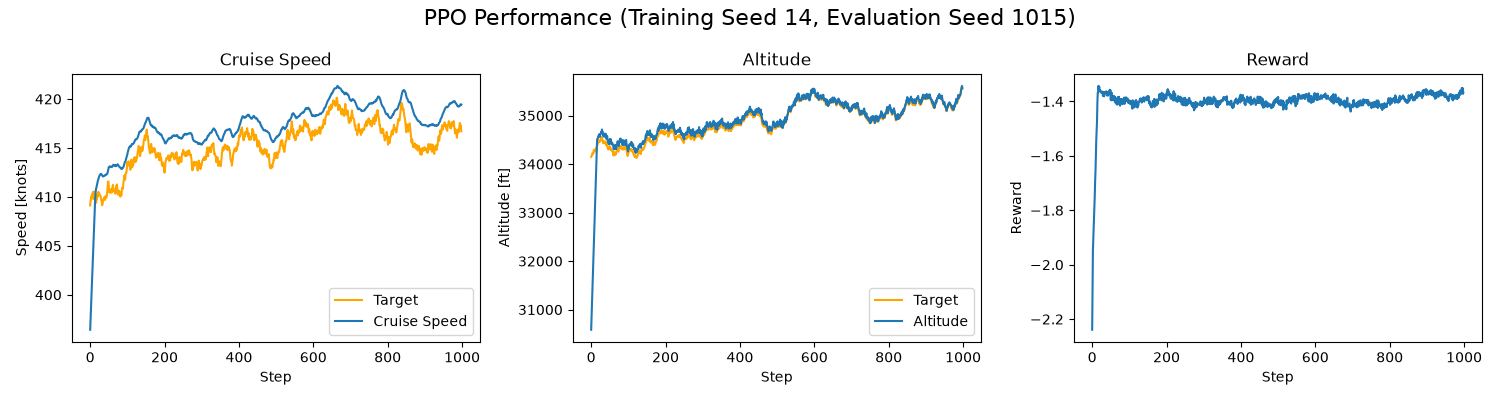 PPO Performance (Training Seed 14, Evaluation Seed 1015)
Cruise Speed
Speed [knots]
420
415
410
405
400
0 200 400 600 800 1000
Step
Target
Cruise Speed
Altitude
Altitude [ft]
35000
34000
33000
32000
31000
0 200 400 600 800 1000
Step
Target
Altitude
Reward
Reward
−1.4
−1.6
−1.8
−2.0
−2.2
0 200 400 600 800 1000
Step